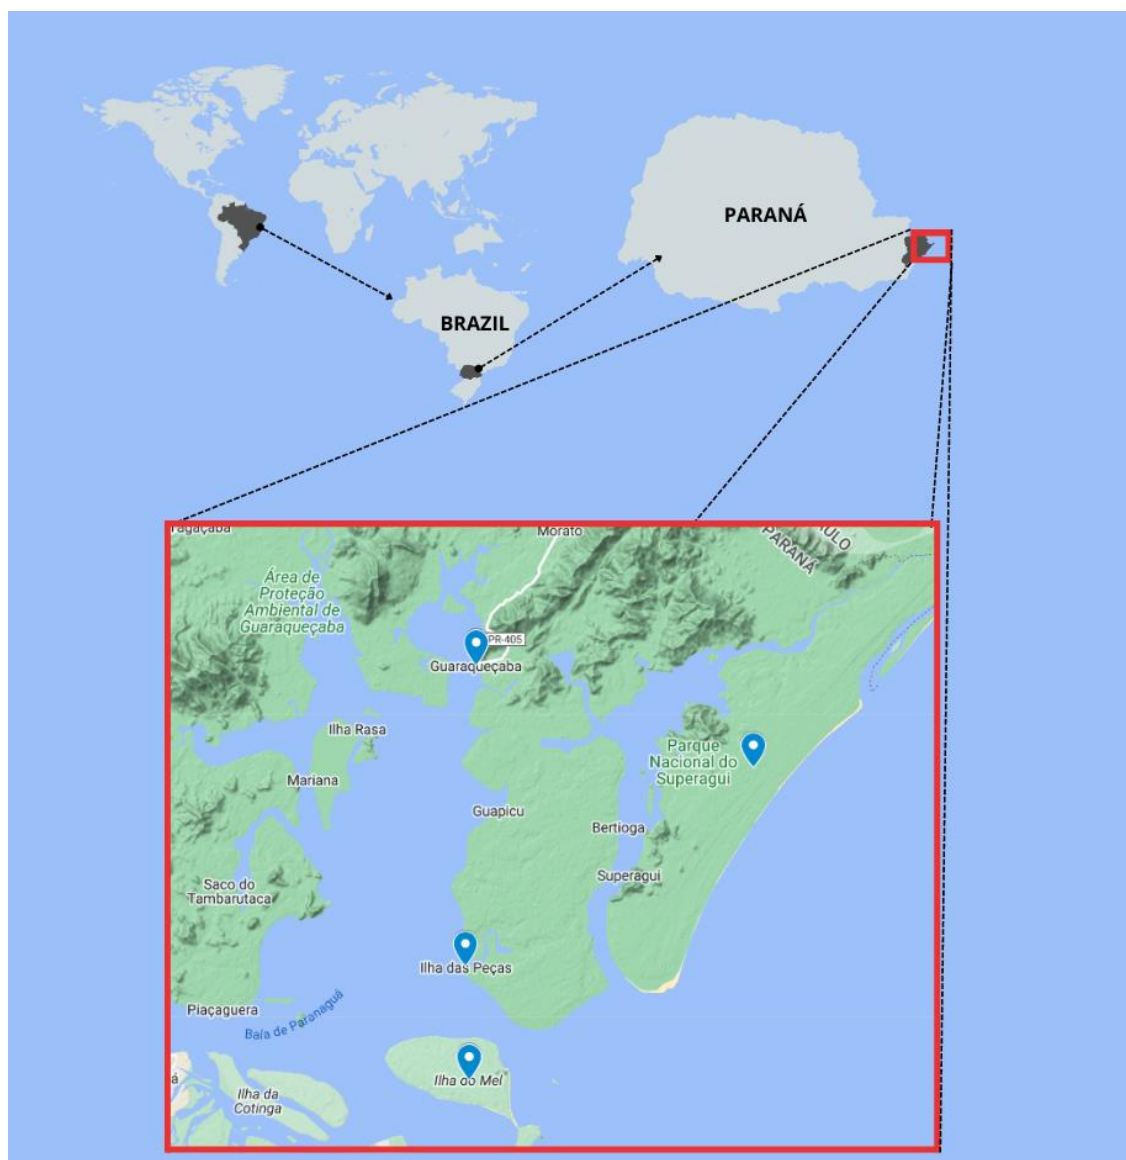 PARANÁ
BRAZIL
Morato
PARANÁ
Área de
Proteção
Ambiental de
Guaraqueçaba
PR-405
Guaraqueçaba
Ilha Rasa
Parque
Nacional do
Superagui
Mariana
Guapicu
Bertioga
Superagui
Saco do
Tambarutaca
Ilha das Peças
Piaçaguera
Baía de Paranaguá
Ilha do Mel
Ilha da
Cotinga